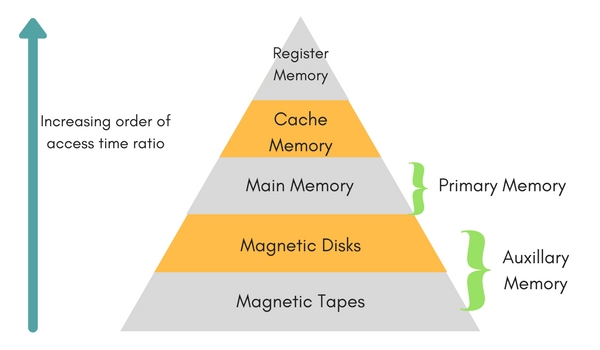 Register
Memory
Cache
Memory
Increasing order of
access time ratio
Main Memory
Primary Memory
Magnetic Disks
Auxillary
Memory
Magnetic Tapes